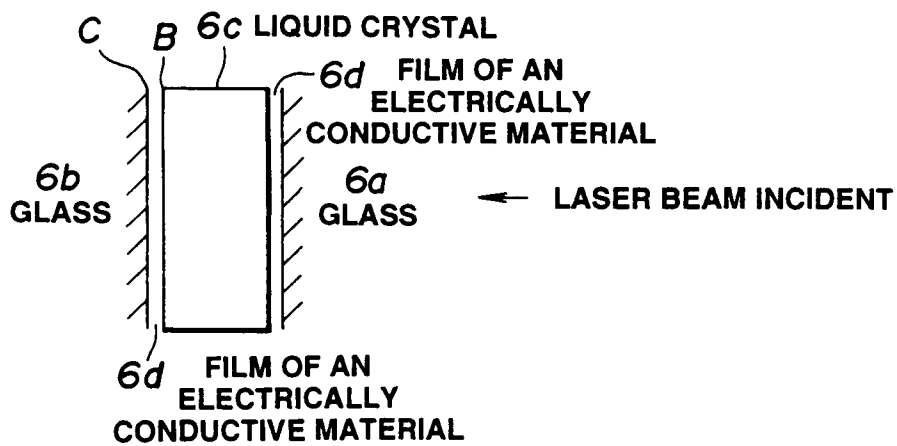 C B 6c LIQUID CRYSTAL
6d FILM OF AN
ELECTRICALLY
CONDUCTIVE MATERIAL
6b
GLASS
6a
GLASS
LASER BEAM INCIDENT
6d FILM OF AN
ELECTRICALLY
CONDUCTIVE MATERIAL